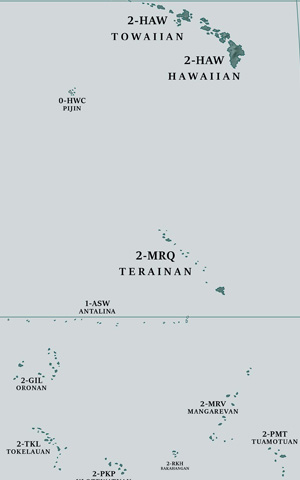 2-HAW
TOWAIIAN
2-HAW
HAWAIIAN
0-HWC
PIJIN
2-MRQ
TERAINAN
1-ASW
ANTALINA
2-GIL
ORONAN
2-MRV
MANGAREVAN
2-TKL
TOKELAUAN
2-PMT
TUAMOTUAN
2-RKH
RAKAHANGAN
2-PKP